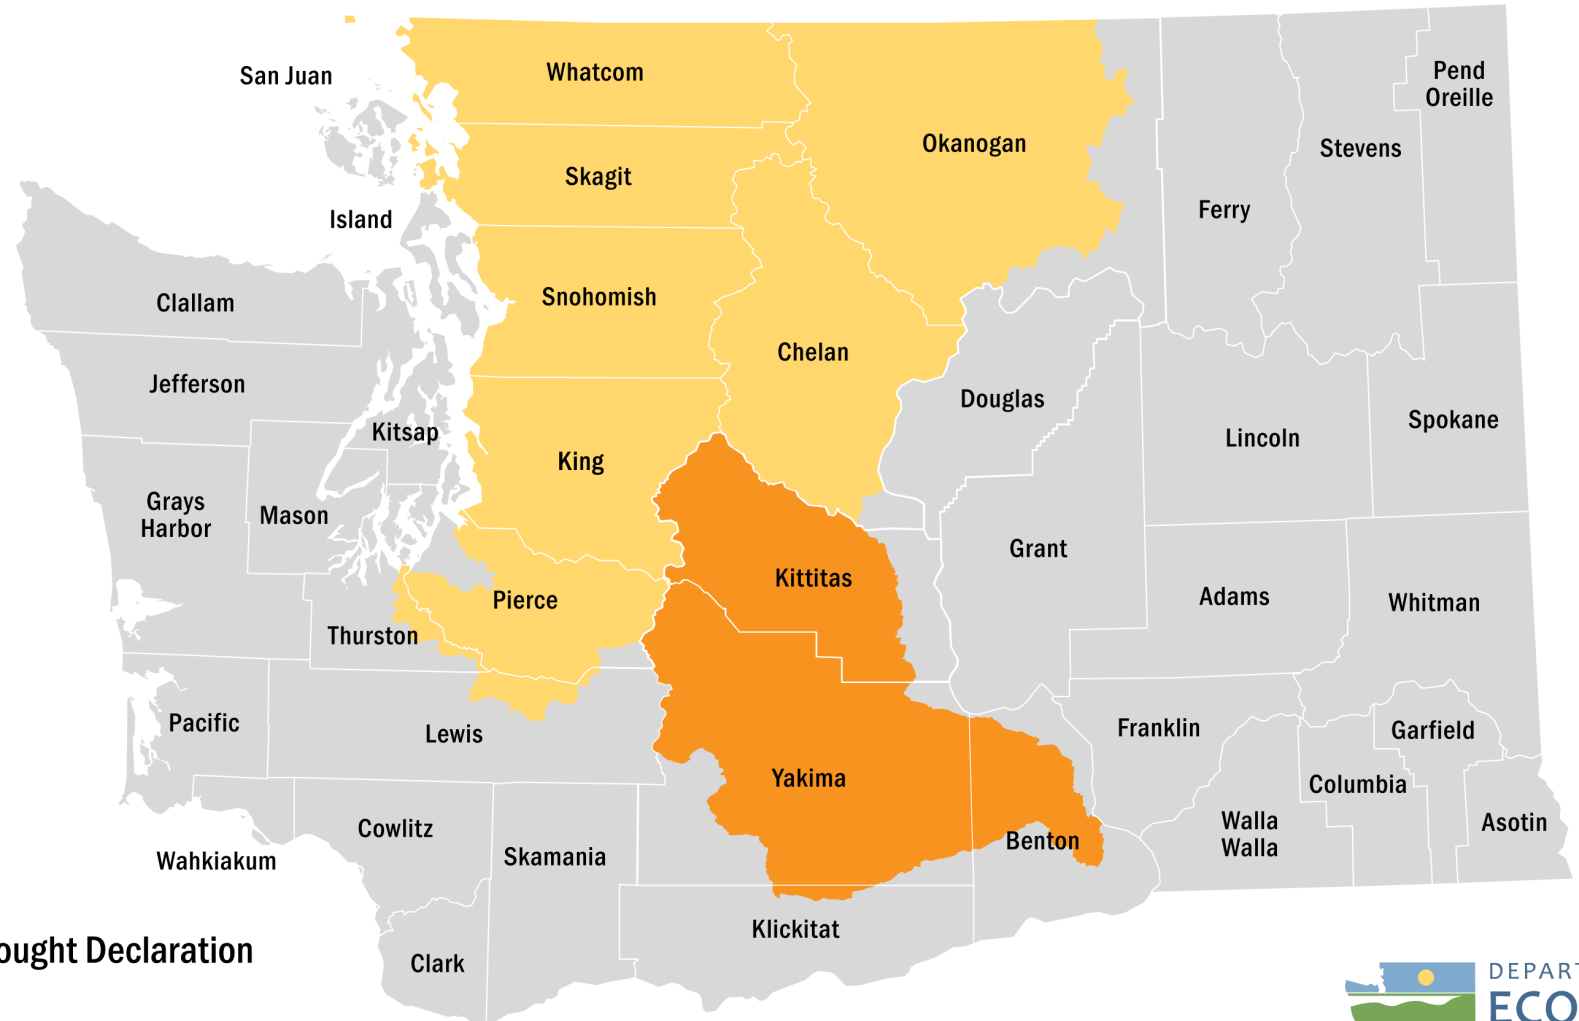 San Juan
Whatcom
Pend
Oreille
Okanogan
Stevens
Skagit
Ferry
Island
Snohomish
Clallam
Chelan
Jefferson
Douglas
Spokane
Kitsap
Lincoln
King
Grays
Harbor
Mason
Grant
Kittitas
Adams
Pierce
Whitman
Thurston
Pacific
Franklin
Garfield
Lewis
Yakima
Columbia
Walla
Walla
Asotin
Cowlitz
Benton
Skamania
Wahkiakum
Klickitat
ought Declaration
Clark
DEPART
ECO